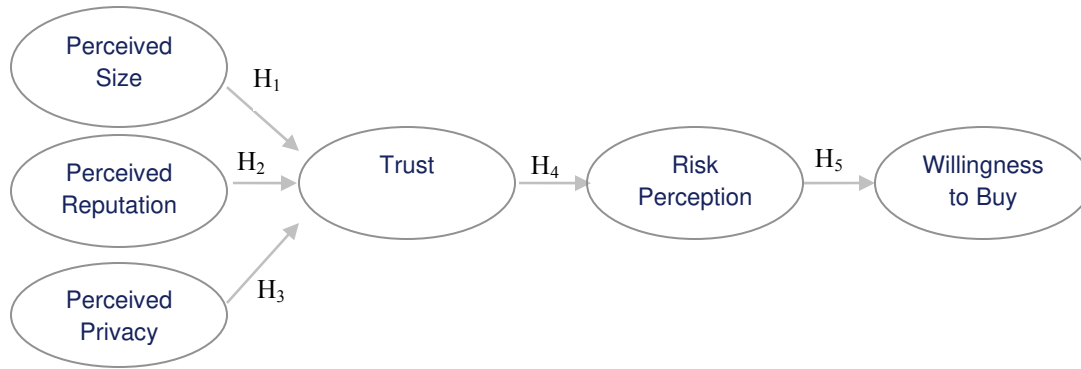 Perceived
Size
H₁
Perceived
Reputation
H₂
Perceived
Privacy
H₃
Trust
H₄
Risk
Perception
H₅
Willingness
to Buy